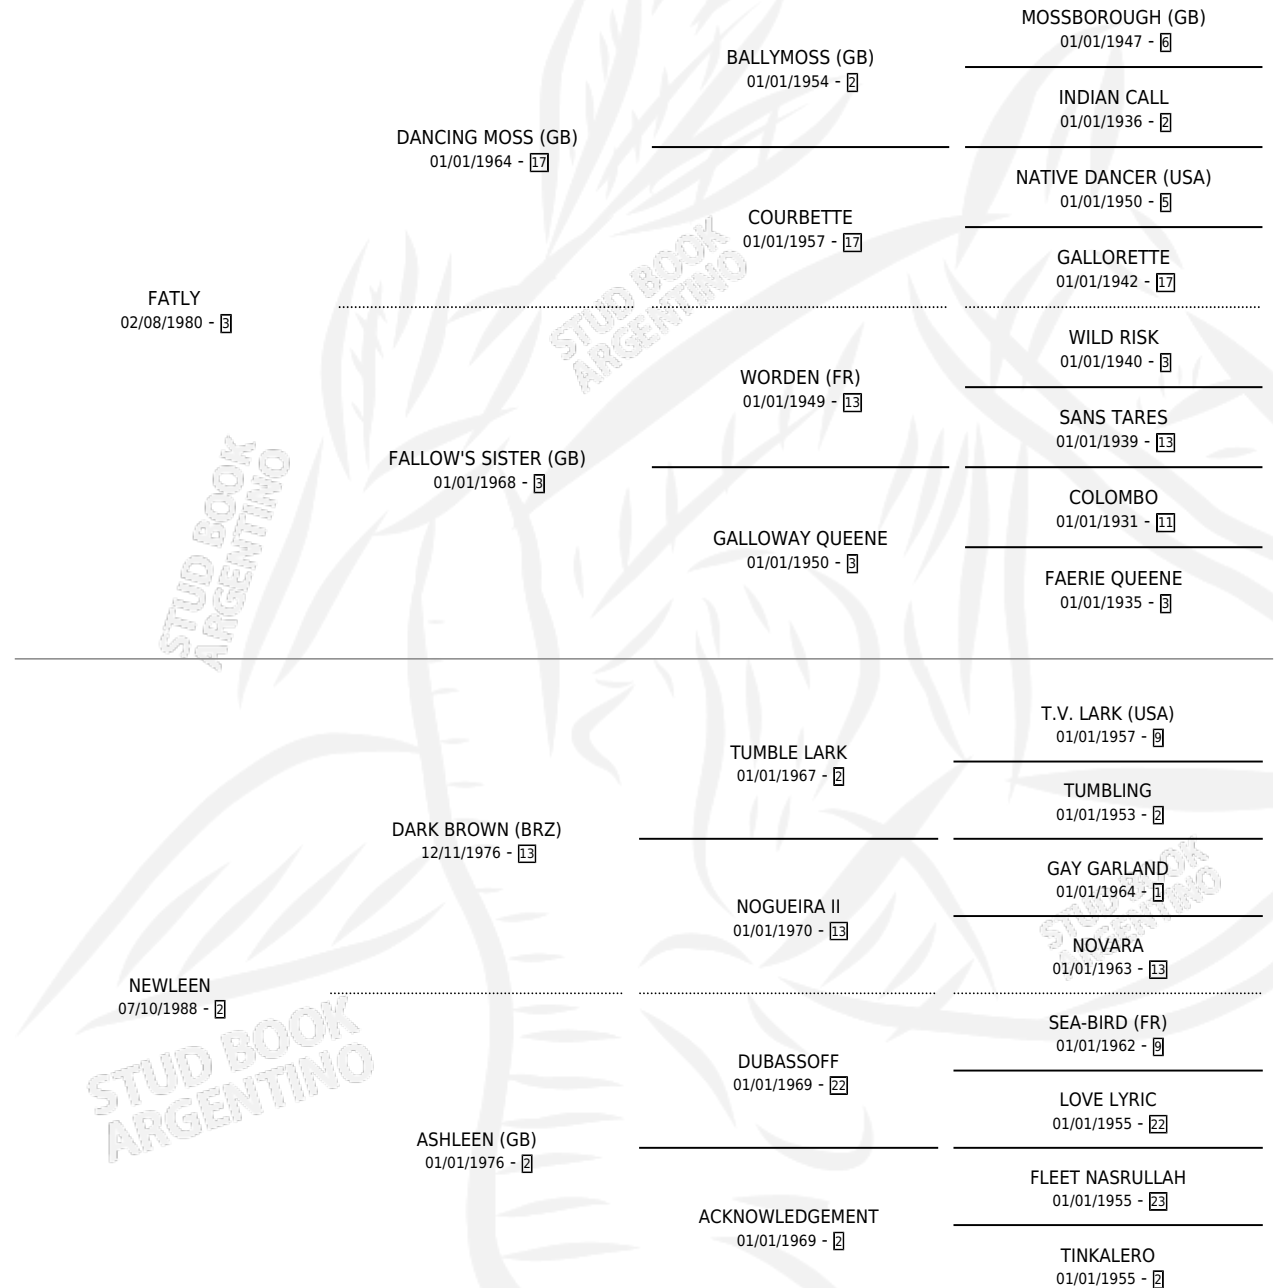 MOSSBOROUGH (GB)
01/01/1947 - 6
BALLYMOSS (GB)
01/01/1954 - 2
INDIAN CALL
01/01/1936 - 2
DANCING MOSS (GB)
01/01/1964 - 17
NATIVE DANCER (USA)
01/01/1950 - 5
COURBETTE
01/01/1957 - 17
GALLORETTE
01/01/1942 - 17
FATLY
02/08/1980 - 3
WILD RISK
01/01/1940 - 3
WORDEN (FR)
01/01/1949 - 13
SANS TARES
01/01/1939 - 13
FALLOW'S SISTER (GB)
01/01/1968 - 3
COLOMBO
01/01/1931 - 11
GALLOWAY QUEENE
01/01/1950 - 3
FAERIE QUEENE
01/01/1935 - 3
T.V. LARK (USA)
01/01/1957 - 9
TUMBLE LARK
01/01/1967 - 2
TUMBLING
01/01/1953 - 2
DARK BROWN (BRZ)
12/11/1976 - 13
GAY GARLAND
01/01/1964 - 1
NOGUEIRA II
01/01/1970 - 13
NOVARA
01/01/1963 - 13
NEWLEEN
07/10/1988 - 2
SEA-BIRD (FR)
01/01/1962 - 9
DUBASSOFF
01/01/1969 - 22
LOVE LYRIC
01/01/1955 - 22
ASHLEEN (GB)
01/01/1976 - 2
FLEET NASRULLAH
01/01/1955 - 23
ACKNOWLEDGEMENT
01/01/1969 - 2
TINKALERO
01/01/1955 - 2
STUD BOOK
ARGENTINO
STUD BOOK
ARGENTINO
STUD BOOK
ARGENTINO
STUD BOOK
ARGENTINO